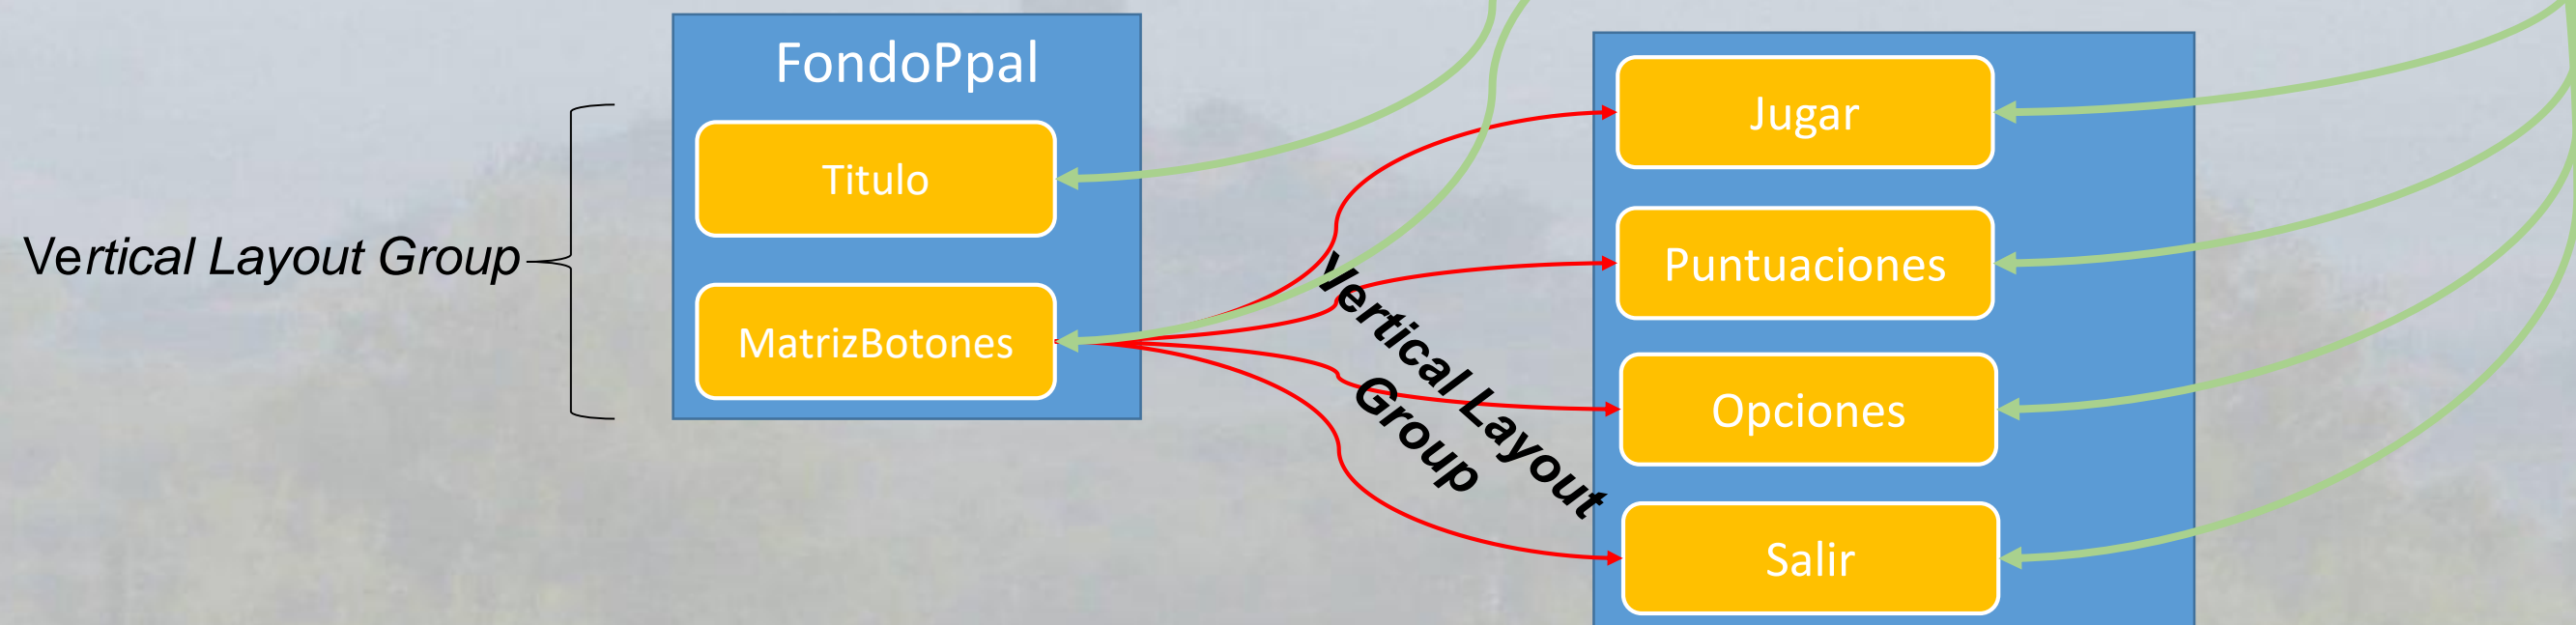 FondoPpal
Titulo
MatrizBotones
Vertical Layout Group
Vertical Layout
Group
Jugar
Puntuaciones
Opciones
Salir